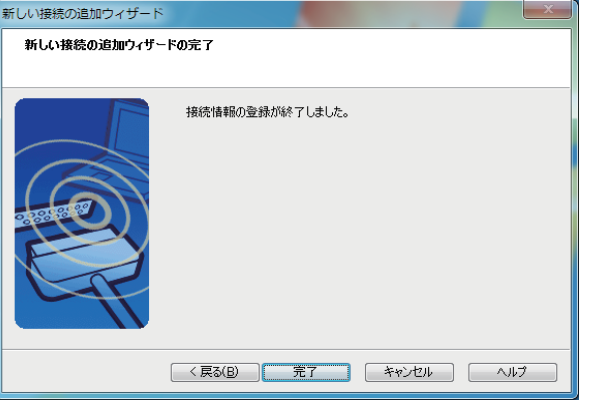 新しい接続の追加ウィザード
新しい接続の追加ウィザードの完了
接続情報の登録が終了しました。
< 戻る(B)
完了
キャンセル
ヘルプ